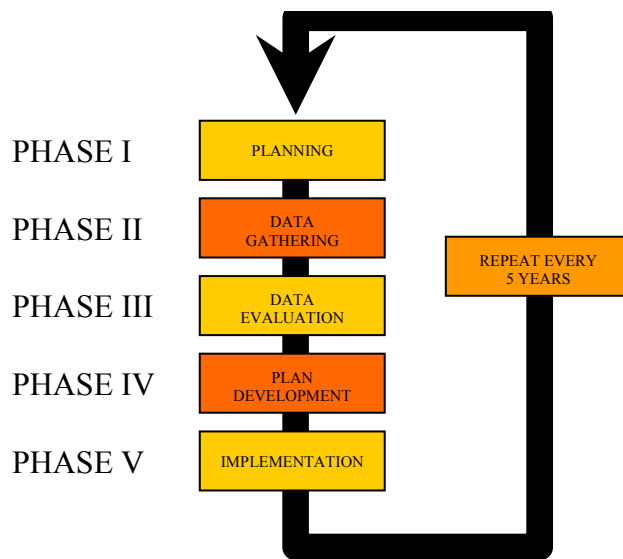 PHASE I
PLANNING
PHASE II
DATA
GATHERING
REPEAT EVERY
5 YEARS
PHASE III
DATA
EVALUATION
PHASE IV
PLAN
DEVELOPMENT
PHASE V
IMPLEMENTATION